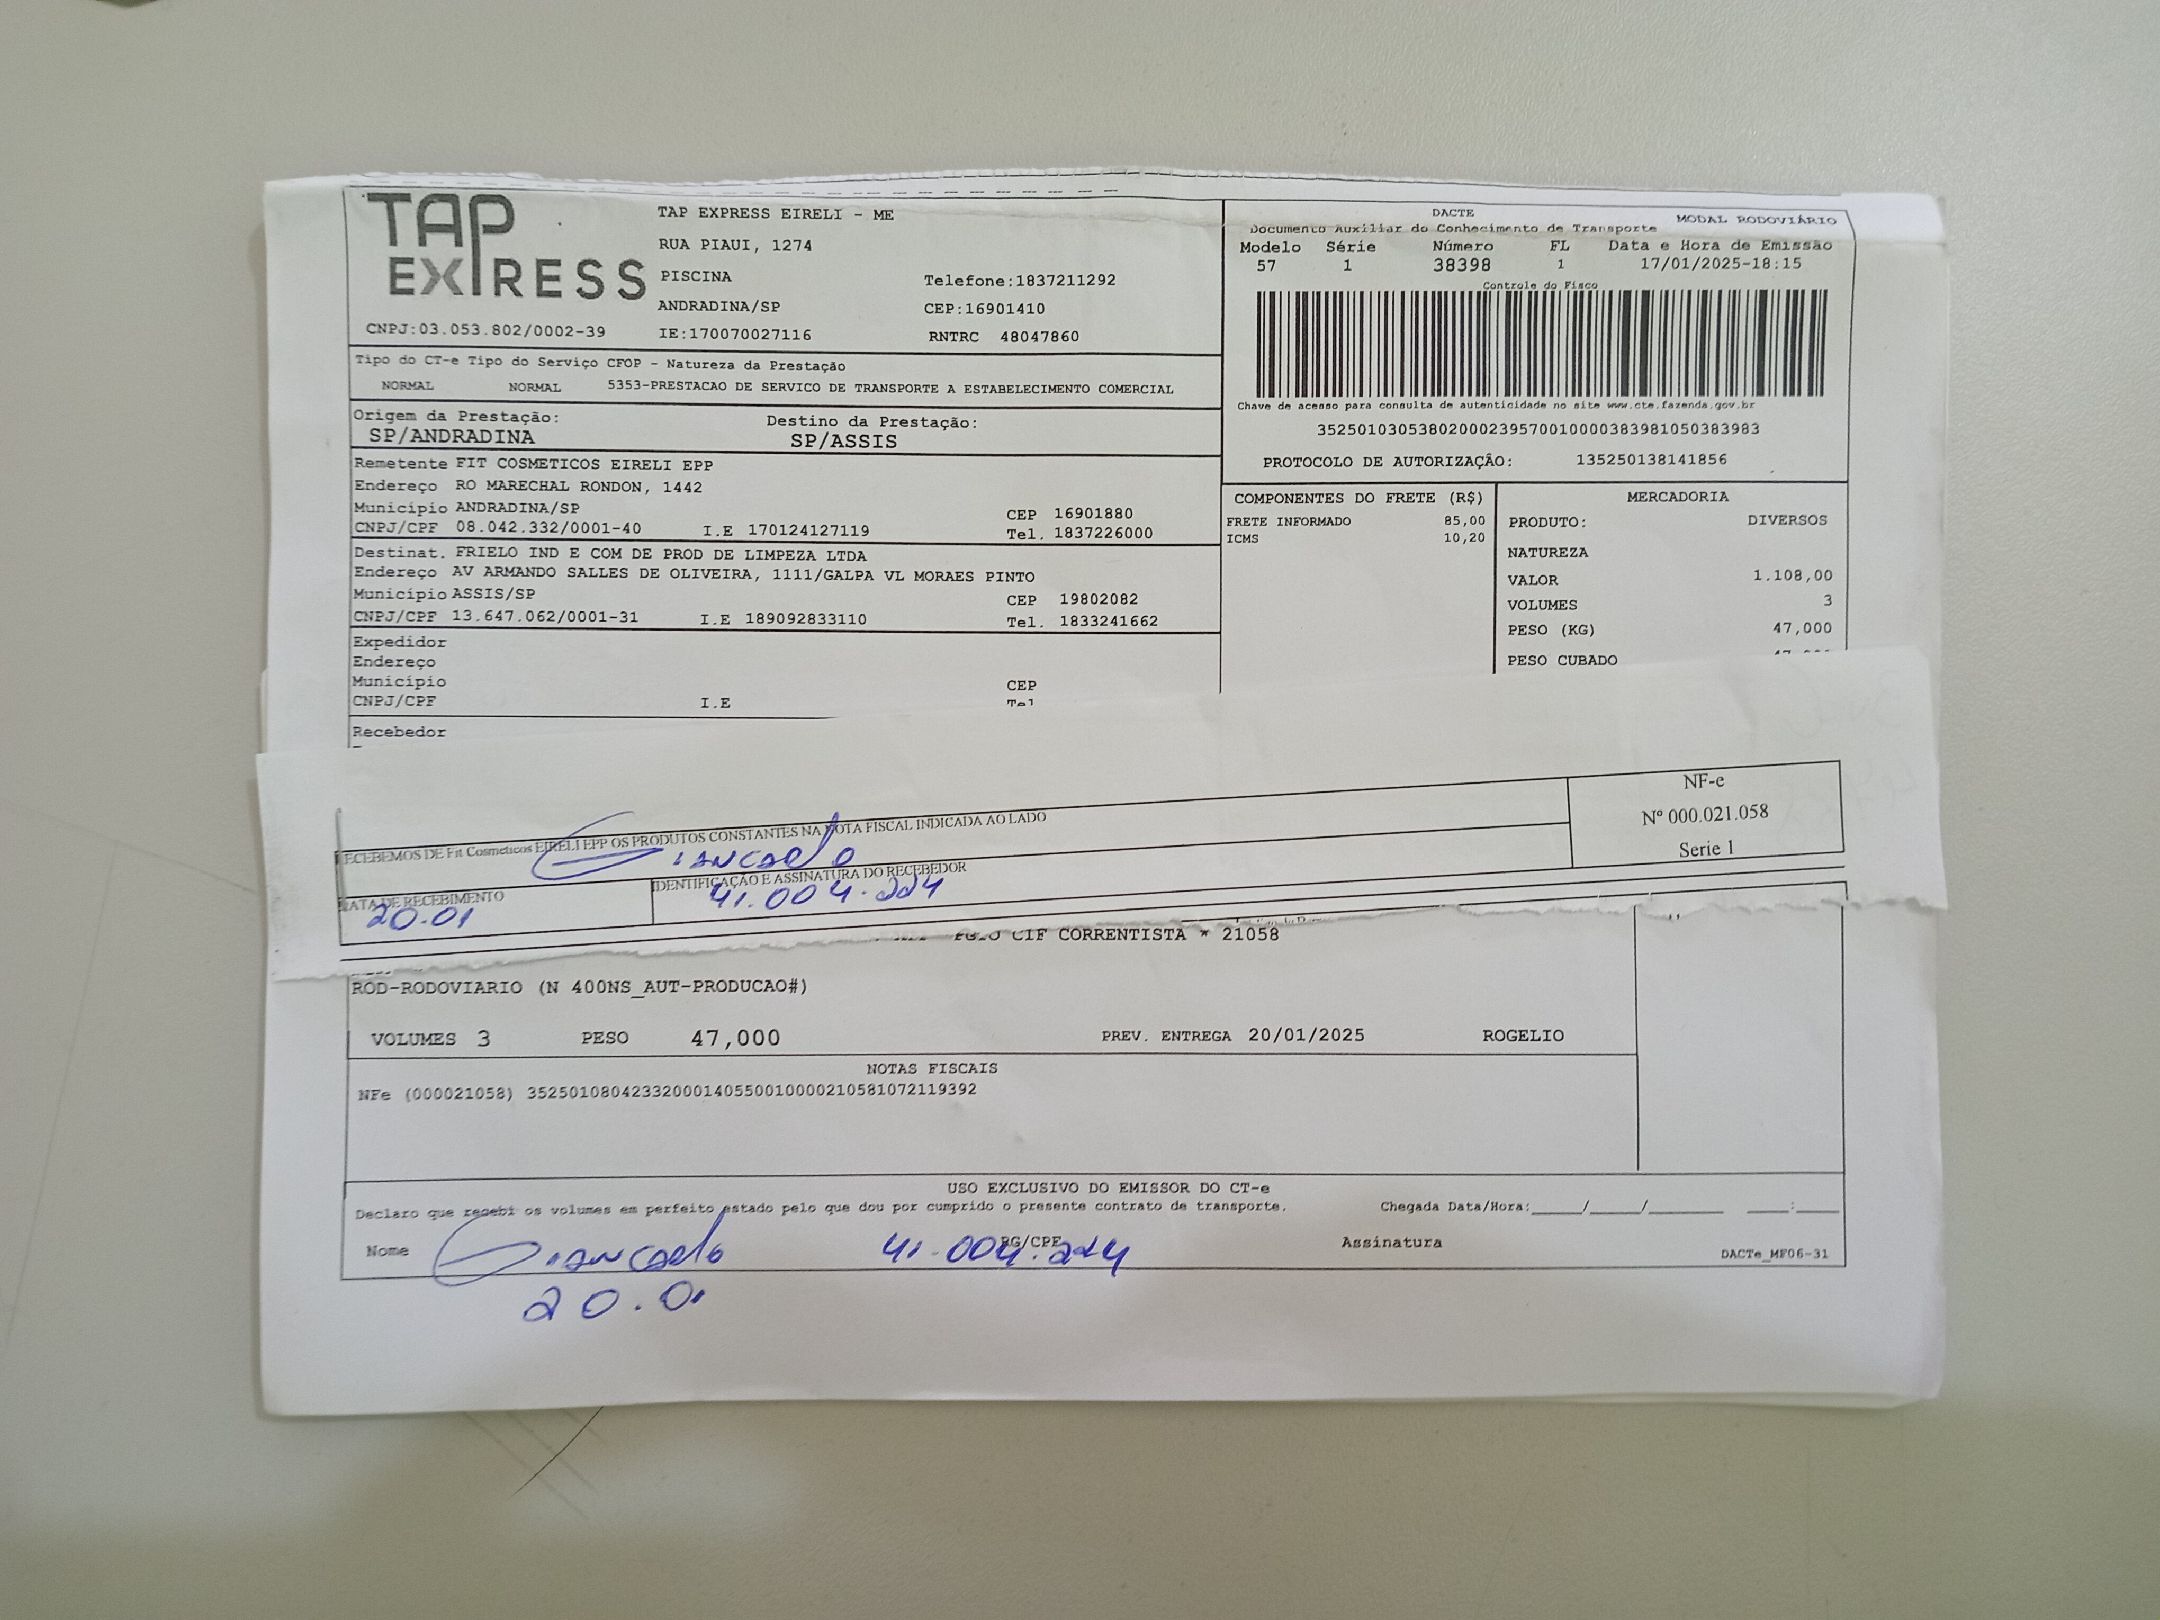 TAP EXPRESS
TAP EXPRESS EIRELI - ME
RUA PIAUI, 1274
PISCINA Telefone:1837211292
ANDRADINA/SP CEP:16901410
CNPJ:03.053.802/0002-39 IE:170070027116 RNTRC 48047860
DACTE MODAL RODOVIÁRIO
Documento Auxiliar do Conhecimento de Transporte
Modelo Série Número FL Data e Hora de Emissão
57 1 38398 1 17/01/2025-18:15
Controle do Fisco
Chave de acesso para consulta de autenticidade no site www.cte.fazenda.gov.br
35250103053802000239570010000383981050383983
PROTOCOLO DE AUTORIZAÇÃO: 135250138141856
Tipo do CT-e Tipo do Serviço CFOP - Natureza da Prestação
NORMAL NORMAL 5353-PRESTACAO DE SERVICO DE TRANSPORTE A ESTABELECIMENTO COMERCIAL
Origem da Prestação: Destino da Prestação:
SP/ANDRADINA SP/ASSIS
Remetente FIT COSMETICOS EIRELI EPP
Endereço RO MARECHAL RONDON, 1442
Município ANDRADINA/SP CEP 16901880
CNPJ/CPF 08.042.332/0001-40 I.E 170124127119 Tel. 1837226000
Destinat. FRIELO IND E COM DE PROD DE LIMPEZA LTDA
Endereço AV ARMANDO SALLES DE OLIVEIRA, 1111/GALPA VL MORAES PINTO
Município ASSIS/SP CEP 19802082
CNPJ/CPF 13.647.062/0001-31 I.E 189092833110 Tel. 1833241662
Expedidor
Endereço
Município CEP
CNPJ/CPF I.E Tel
Recebedor
COMPONENTES DO FRETE (R$)
FRETE INFORMADO 85,00
ICMS 10,20
MERCADORIA
PRODUTO: DIVERSOS
NATUREZA
VALOR 1.108,00
VOLUMES 3
PESO (KG) 47,000
PESO CUBADO
RECEBEMOS DE Fit Cosmeticos EIRELI EPP OS PRODUTOS CONSTANTES NA NOTA FISCAL INDICADA AO LADO
Giancarlo
DATA DE RECEBIMENTO IDENTIFICAÇÃO E ASSINATURA DO RECEBEDOR
20.01 41.004.224
NF-e
Nº 000.021.058
Serie 1
CIF CORRENTISTA * 21058
ROD-RODOVIARIO (N 400NS_AUT-PRODUCAO#)
VOLUMES 3 PESO 47,000 PREV. ENTREGA 20/01/2025 ROGELIO
NOTAS FISCAIS
NFe (000021058) 35250108042332000140550010000210581072119392
USO EXCLUSIVO DO EMISSOR DO CT-e
Declaro que recebi os volumes em perfeito estado pelo que dou por cumprido o presente contrato de transporte. Chegada Data/Hora:_____/_____/_______ ____:____
Nome Giancarlo RG/CPF 41.004.224 Assinatura DACTe_MF06-31
20.01